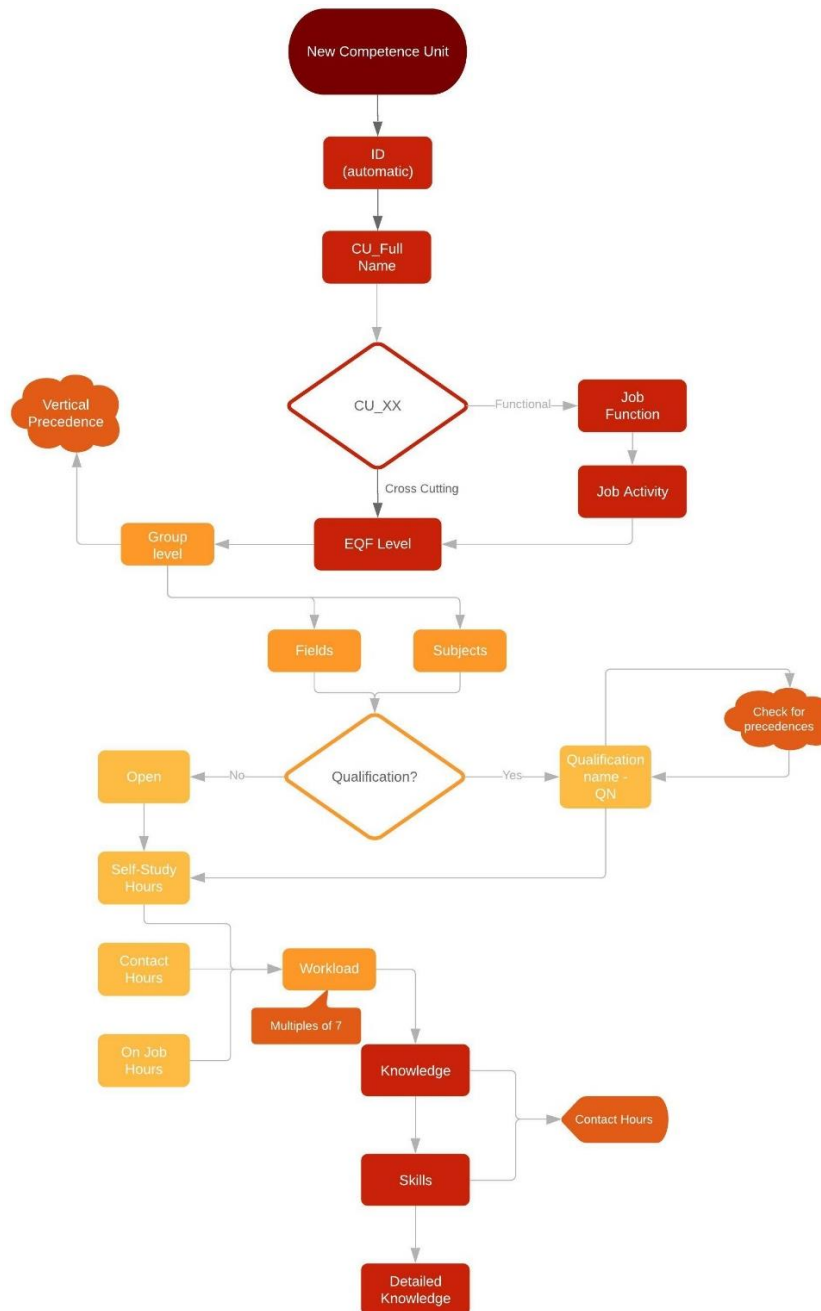 New Competence Unit
ID
(automatic)
CU_Full
Name
CU_XX
Functional
Job
Function
Vertical
Precedence
Cross Cutting
Job Activity
Group
level
EQF Level
Fields
Subjects
Check for
precedences
Open
No
Qualification?
Yes
Qualification
name -
QN
Self-Study
Hours
Contact
Hours
Workload
Multiples of 7
On Job
Hours
Knowledge
Contact Hours
Skills
Detailed
Knowledge